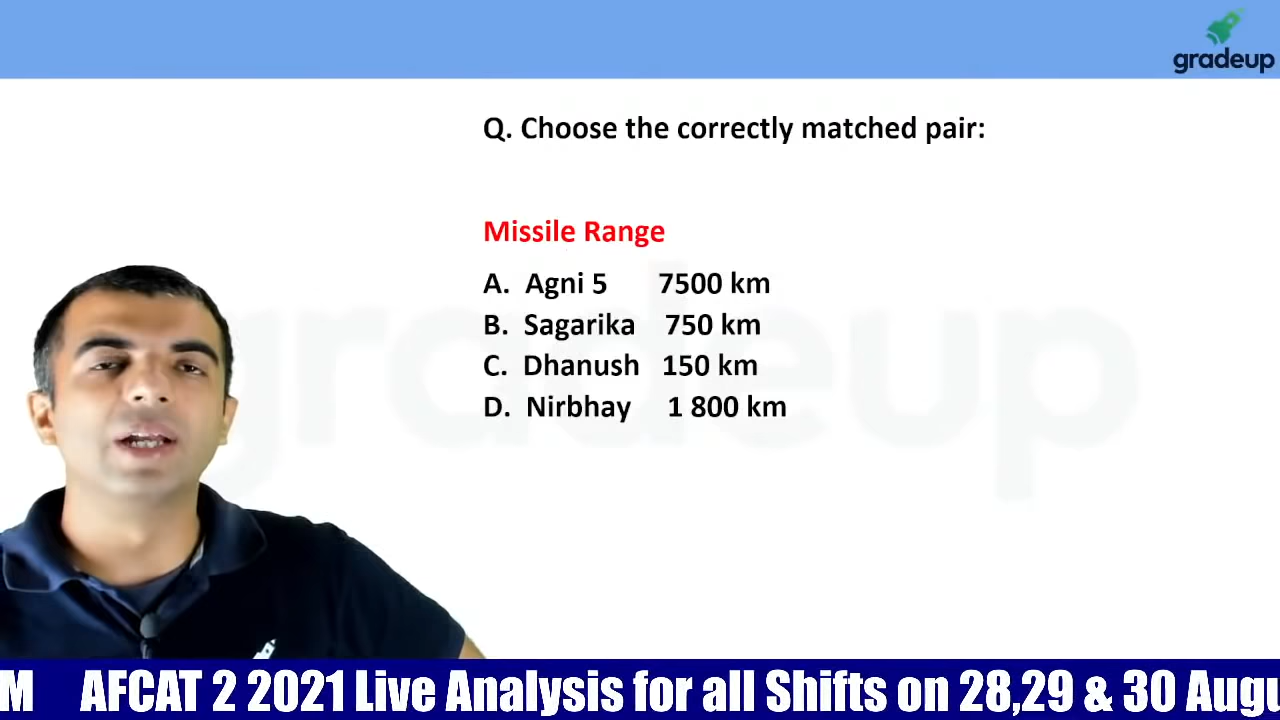 gradeup
Q. Choose the correctly matched pair:
Missile Range
A. Agni 5 7500 km
B. Sagarika 750 km
C. Dhanush 150 km
D. Nirbhay 1 800 km
gradeup
M AFCAT 2 2021 Live Analysis for all Shifts on 28,29 & 30 Augu